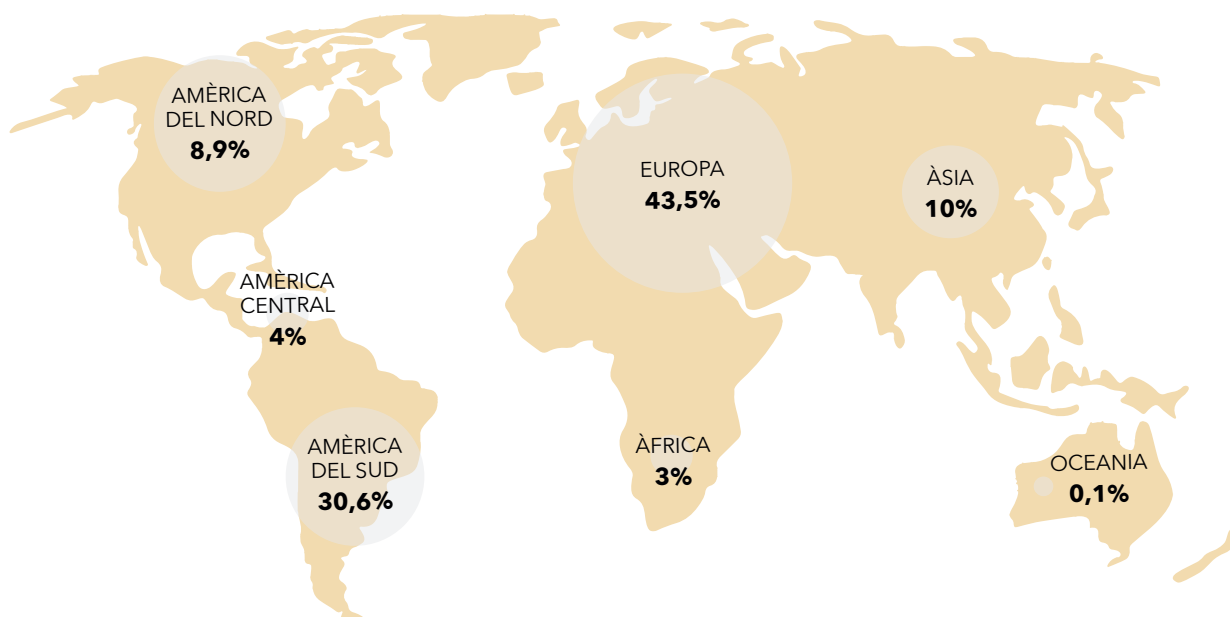 AMÈRICA
DEL NORD
8,9%
EUROPA
43,5%
ÀSIA
10%
AMÈRICA
CENTRAL
4%
AMÈRICA
DEL SUD
30,6%
ÀFRICA
3%
OCEANIA
0,1%